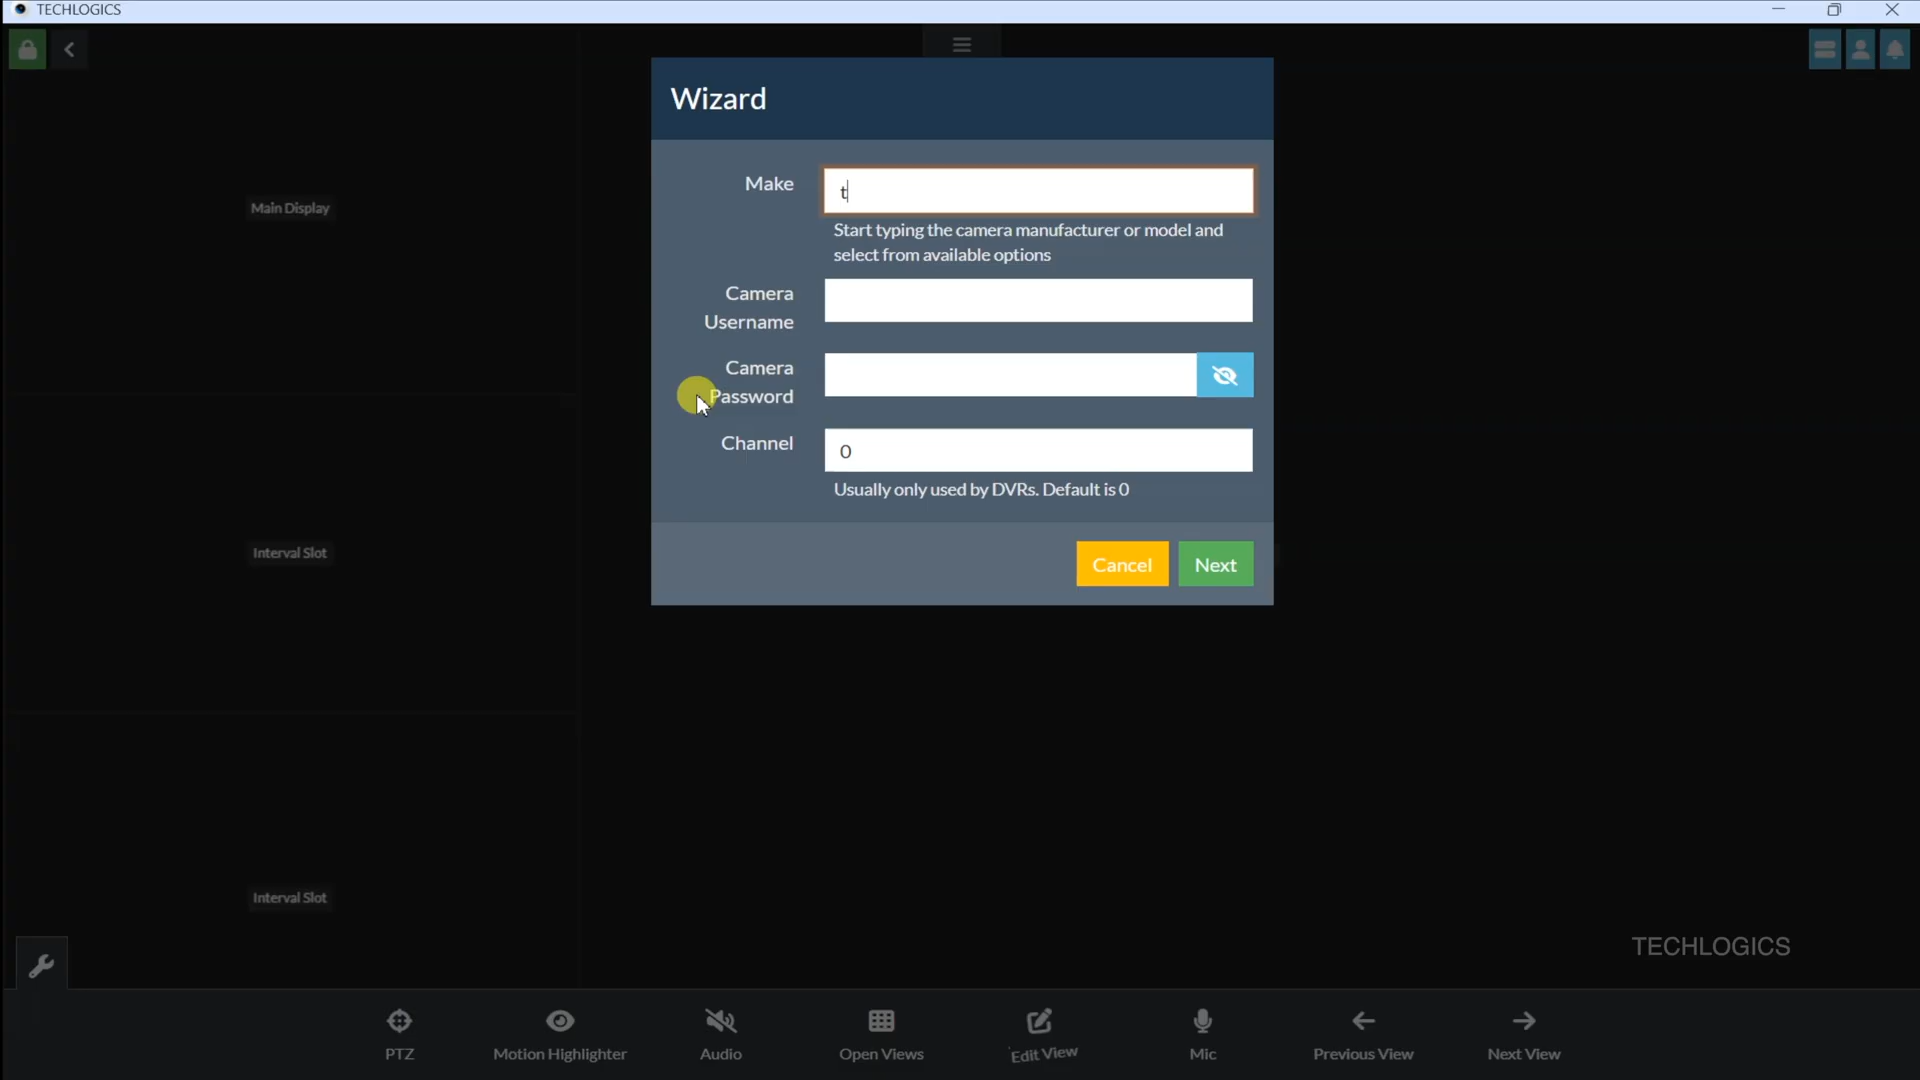 TECHLOGICS
Wizard
Make
t
Start typing the camera manufacturer or model and
select from available options
Camera
Username
Camera
Password
Channel
0
Usually only used by DVRs. Default is 0
Cancel
Next
Main Display
Interval Slot
Interval Slot
TECHLOGICS
PTZ
Motion Highlighter
Audio
Open Views
Edit View
Mic
Previous View
Next View